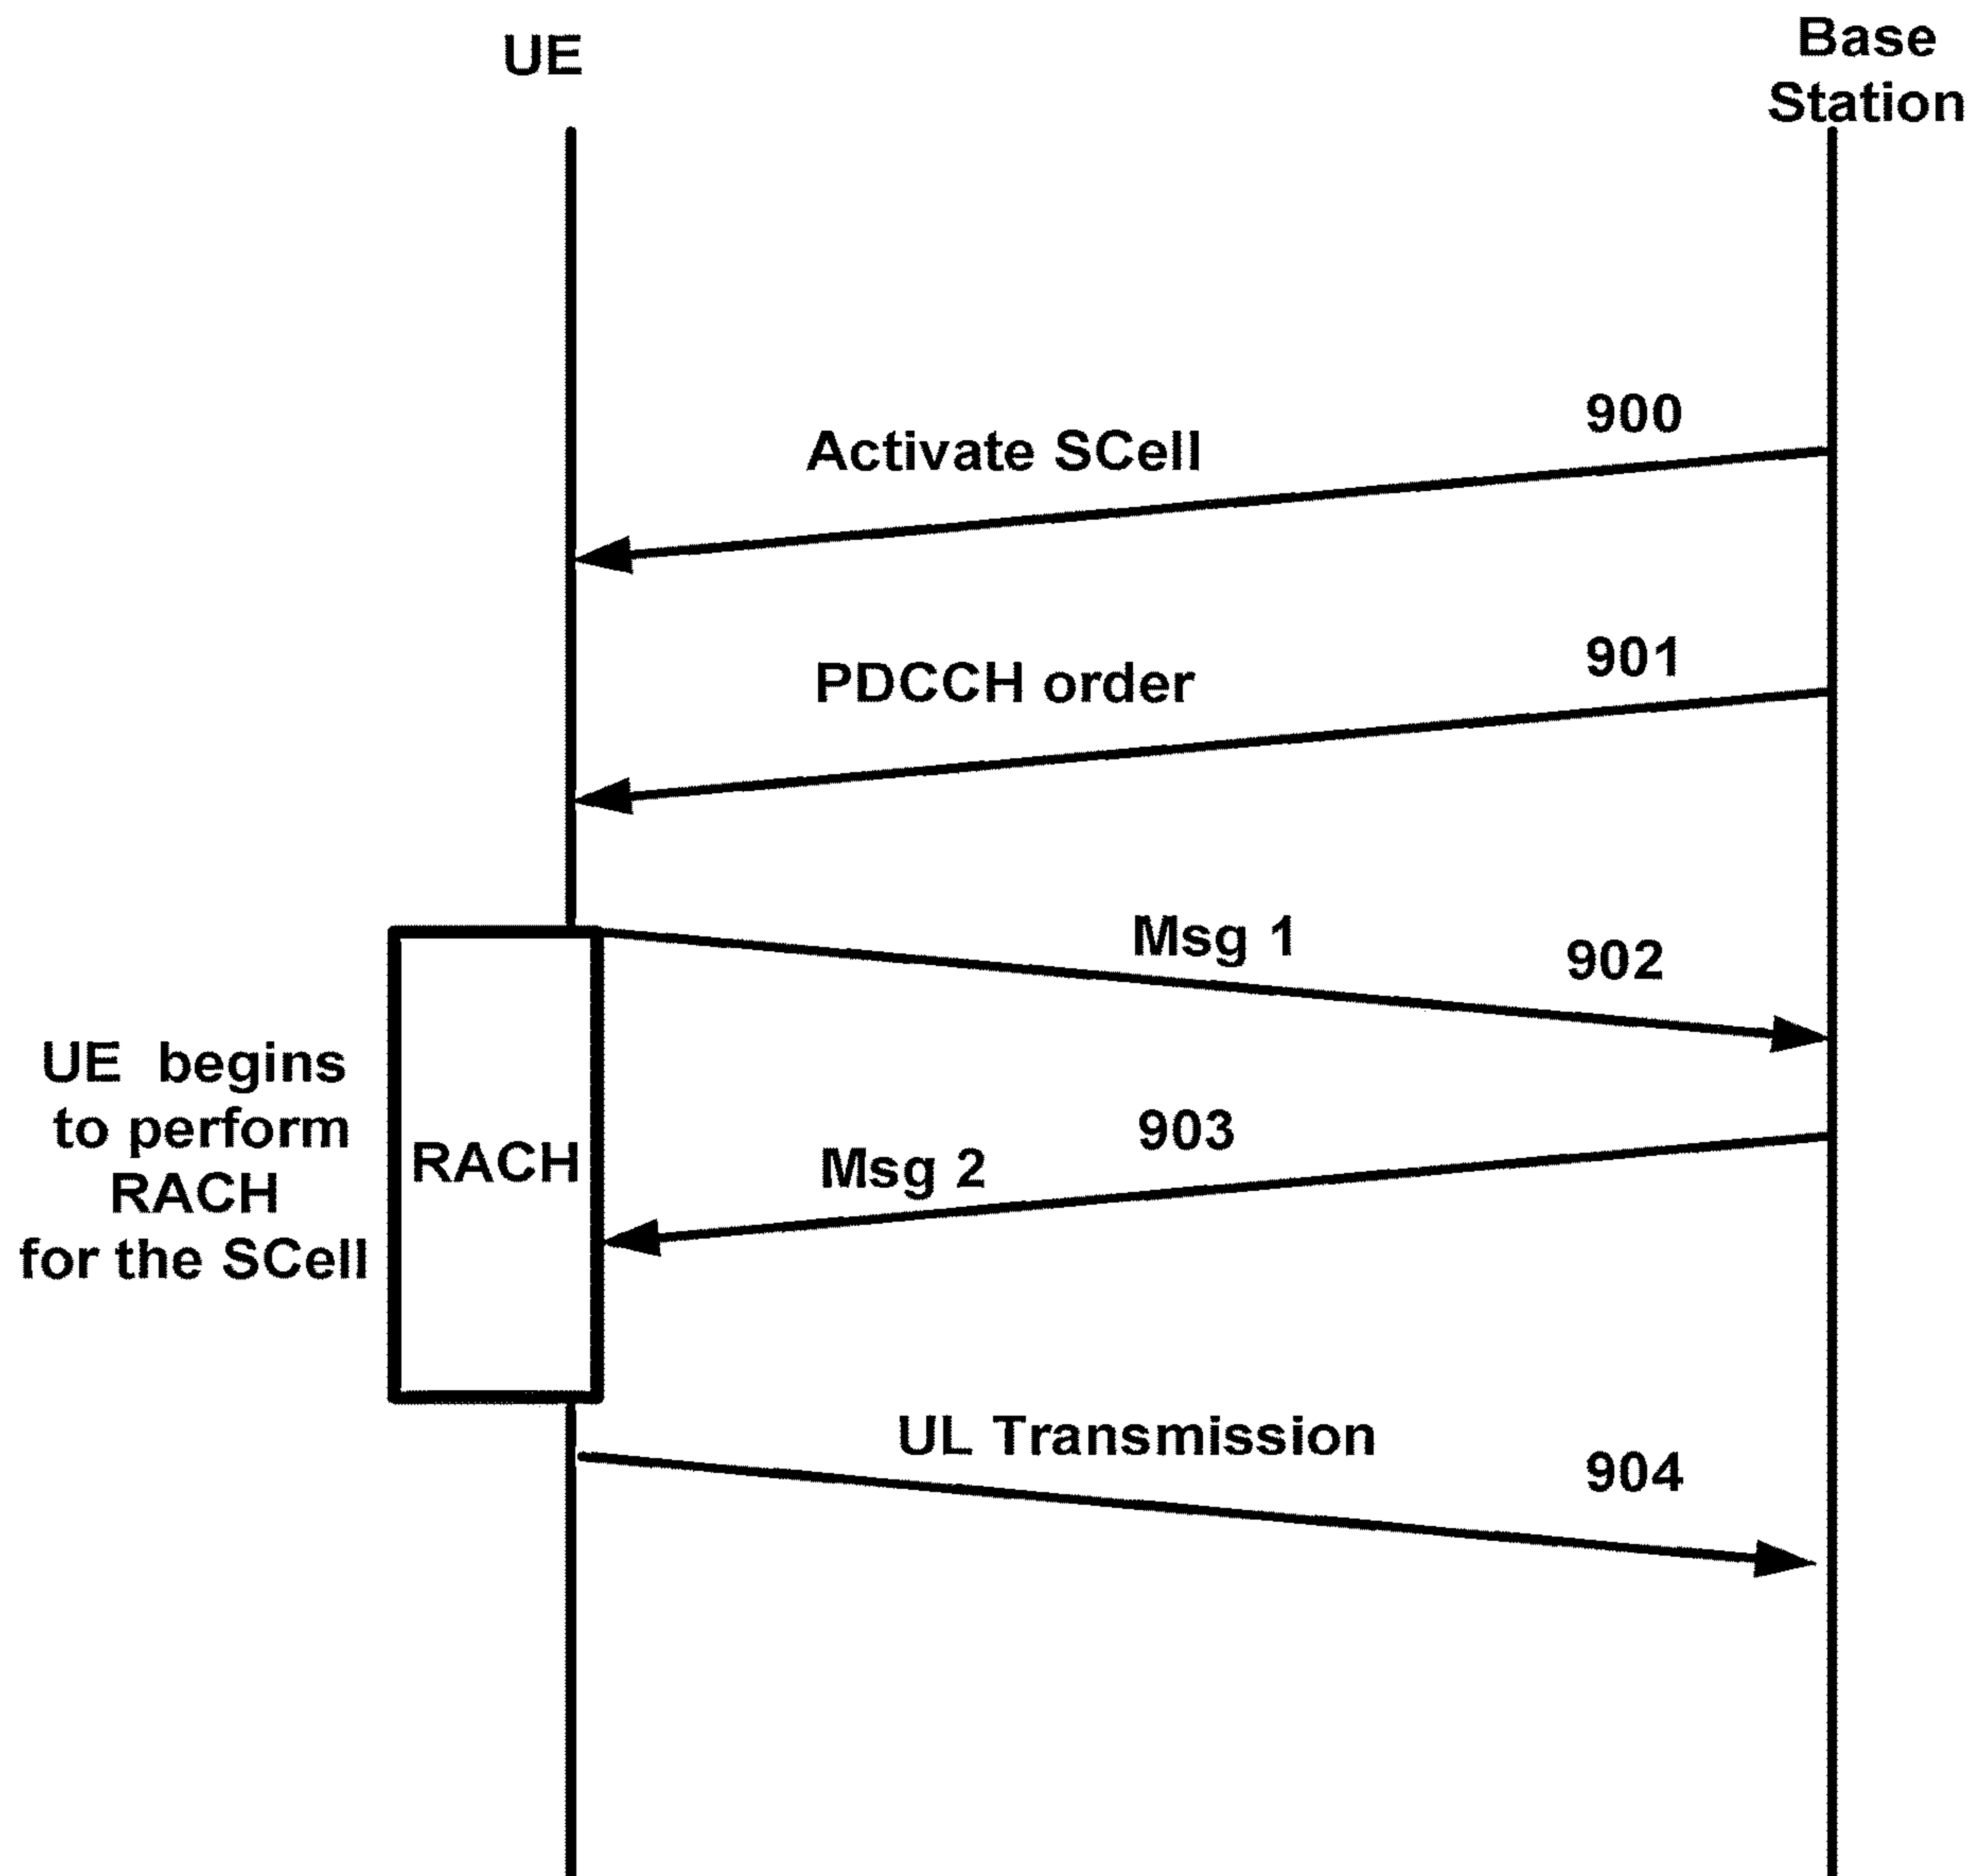 UE
Base
Station
900
Activate SCell
901
PDCCH order
Msg 1
902
UE begins
to perform
RACH
for the SCell
RACH
903
Msg 2
UL Transmission
904